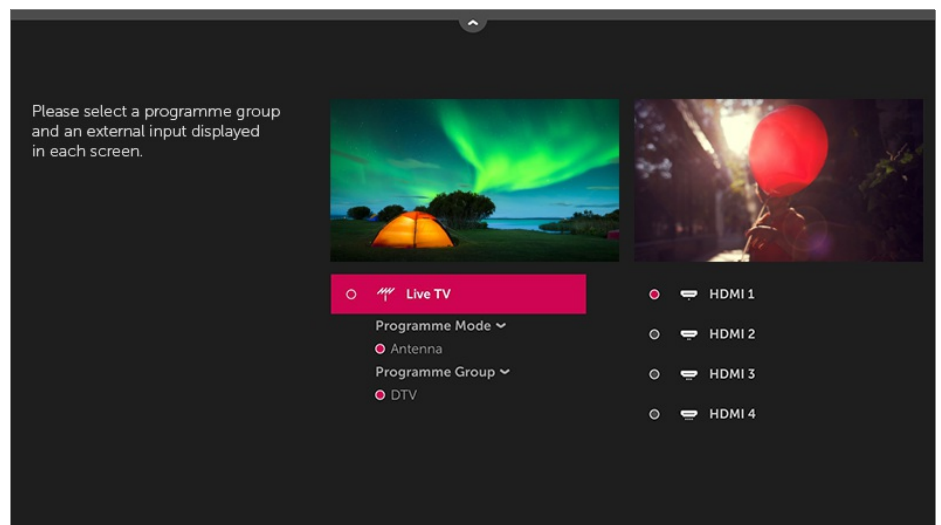 Please select a programme group
and an external input displayed
in each screen.
Live TV
Programme Mode
Antenna
Programme Group
DTV
HDMI 1
HDMI 2
HDMI 3
HDMI 4